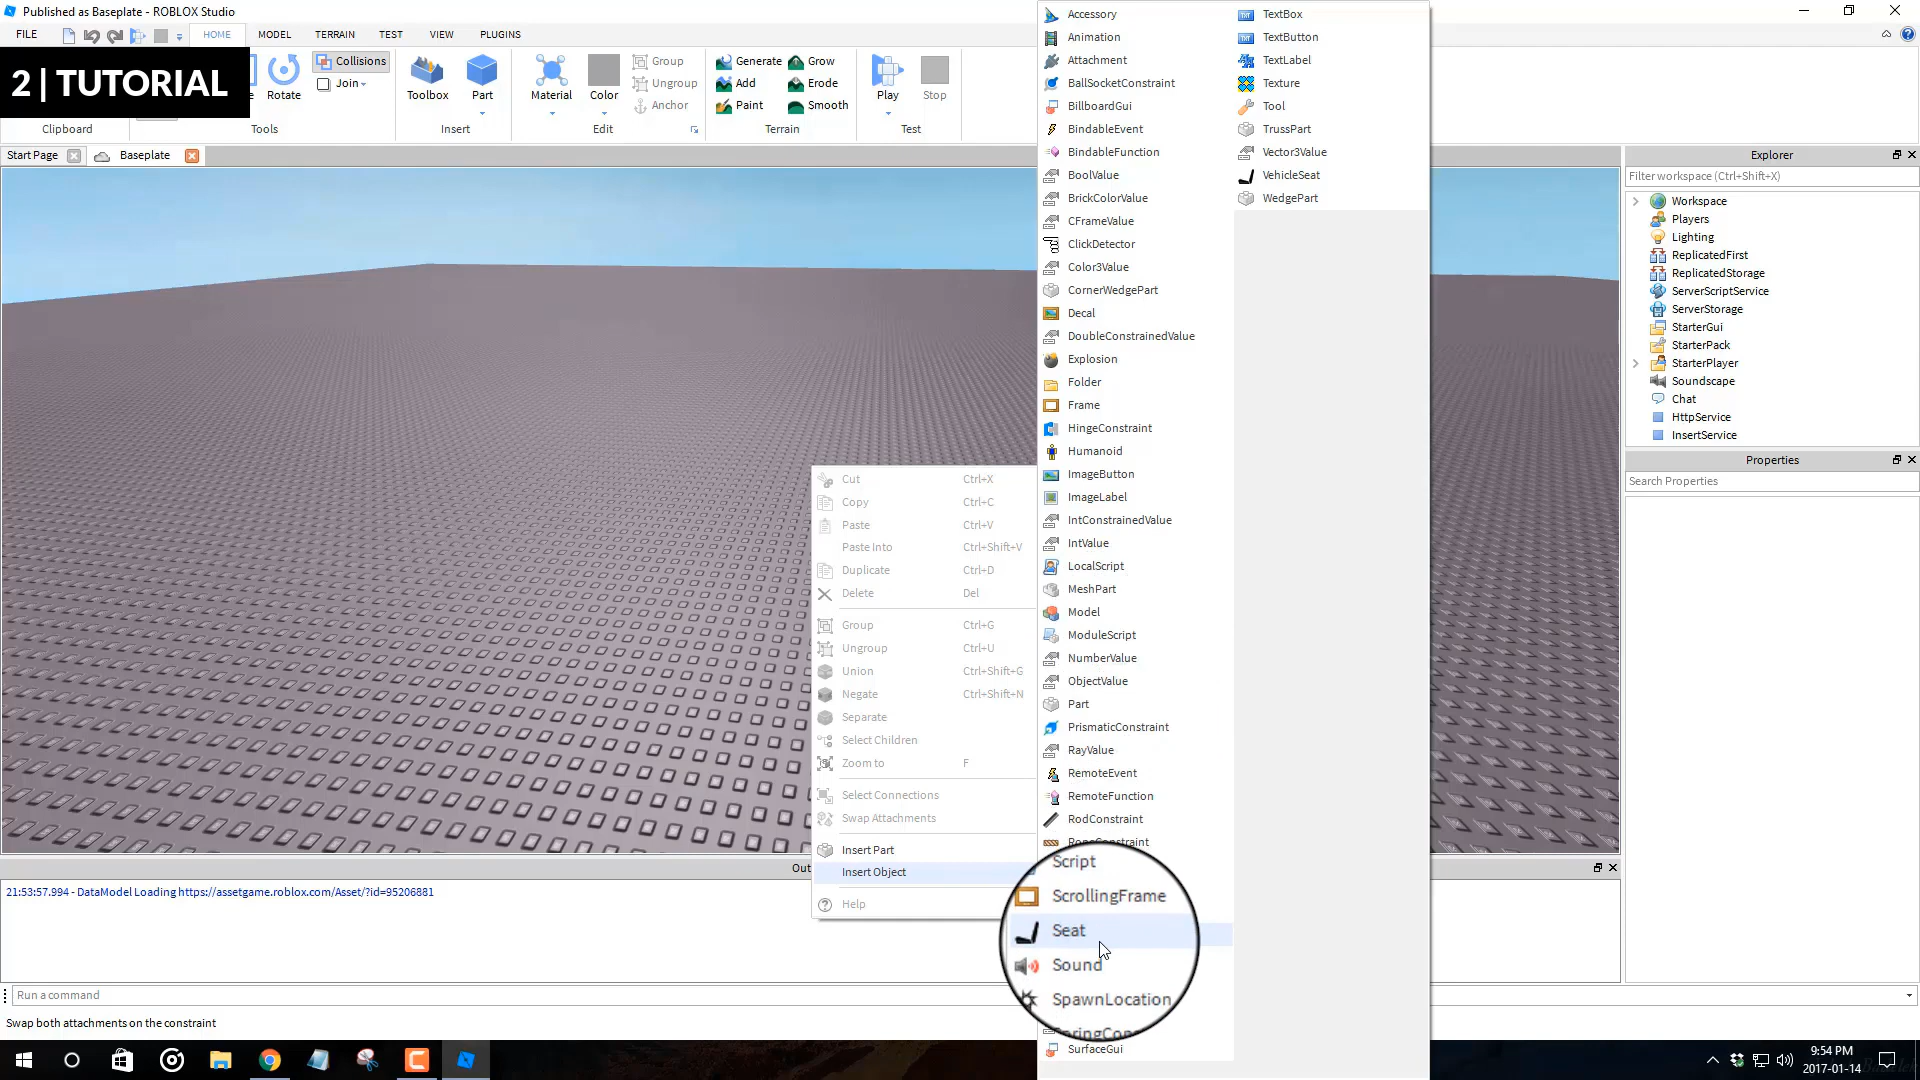 Published as Baseplate - ROBLOX Studio
FILE
HOME
MODEL
TERRAIN
TEST
VIEW
PLUGINS
2 | TUTORIAL
Rotate
Collisions
Join
Toolbox
Part
Material
Color
Group
Ungroup
Anchor
Generate
Grow
Add
Erode
Paint
Smooth
Play
Stop
Clipboard
Tools
Insert
Edit
Terrain
Test
Start Page
Baseplate
Cut Ctrl+X
Copy Ctrl+C
Paste Ctrl+V
Paste Into Ctrl+Shift+V
Duplicate Ctrl+D
Delete Del
Group Ctrl+G
Ungroup Ctrl+U
Union Ctrl+Shift+G
Negate Ctrl+Shift+N
Separate
Select Children
Zoom to F
Select Connections
Swap Attachments
Insert Part
Insert Object
Help
Accessory
Animation
Attachment
BallSocketConstraint
BillboardGui
BindableEvent
BindableFunction
BoolValue
BrickColorValue
CFrameValue
ClickDetector
Color3Value
CornerWedgePart
Decal
DoubleConstrainedValue
Explosion
Folder
Frame
HingeConstraint
Humanoid
ImageButton
ImageLabel
IntConstrainedValue
IntValue
LocalScript
MeshPart
Model
ModuleScript
NumberValue
ObjectValue
Part
PrismaticConstraint
RayValue
RemoteEvent
RemoteFunction
RodConstraint
RopeConstraint
Script
ScrollingFrame
Seat
Sound
SpawnLocation
SurfaceGui
TextBox
TextButton
TextLabel
Texture
Tool
TrussPart
Vector3Value
VehicleSeat
WedgePart
Explorer
Filter workspace (Ctrl+Shift+X)
Workspace
Players
Lighting
ReplicatedFirst
ReplicatedStorage
ServerScriptService
ServerStorage
StarterGui
StarterPack
StarterPlayer
Soundscape
Chat
HttpService
InsertService
Properties
Search Properties
Out
21:53:57.994 - DataModel Loading https://assetgame.roblox.com/Asset/?id=95206881
Run a command
Swap both attachments on the constraint
9:54 PM
2017-01-14